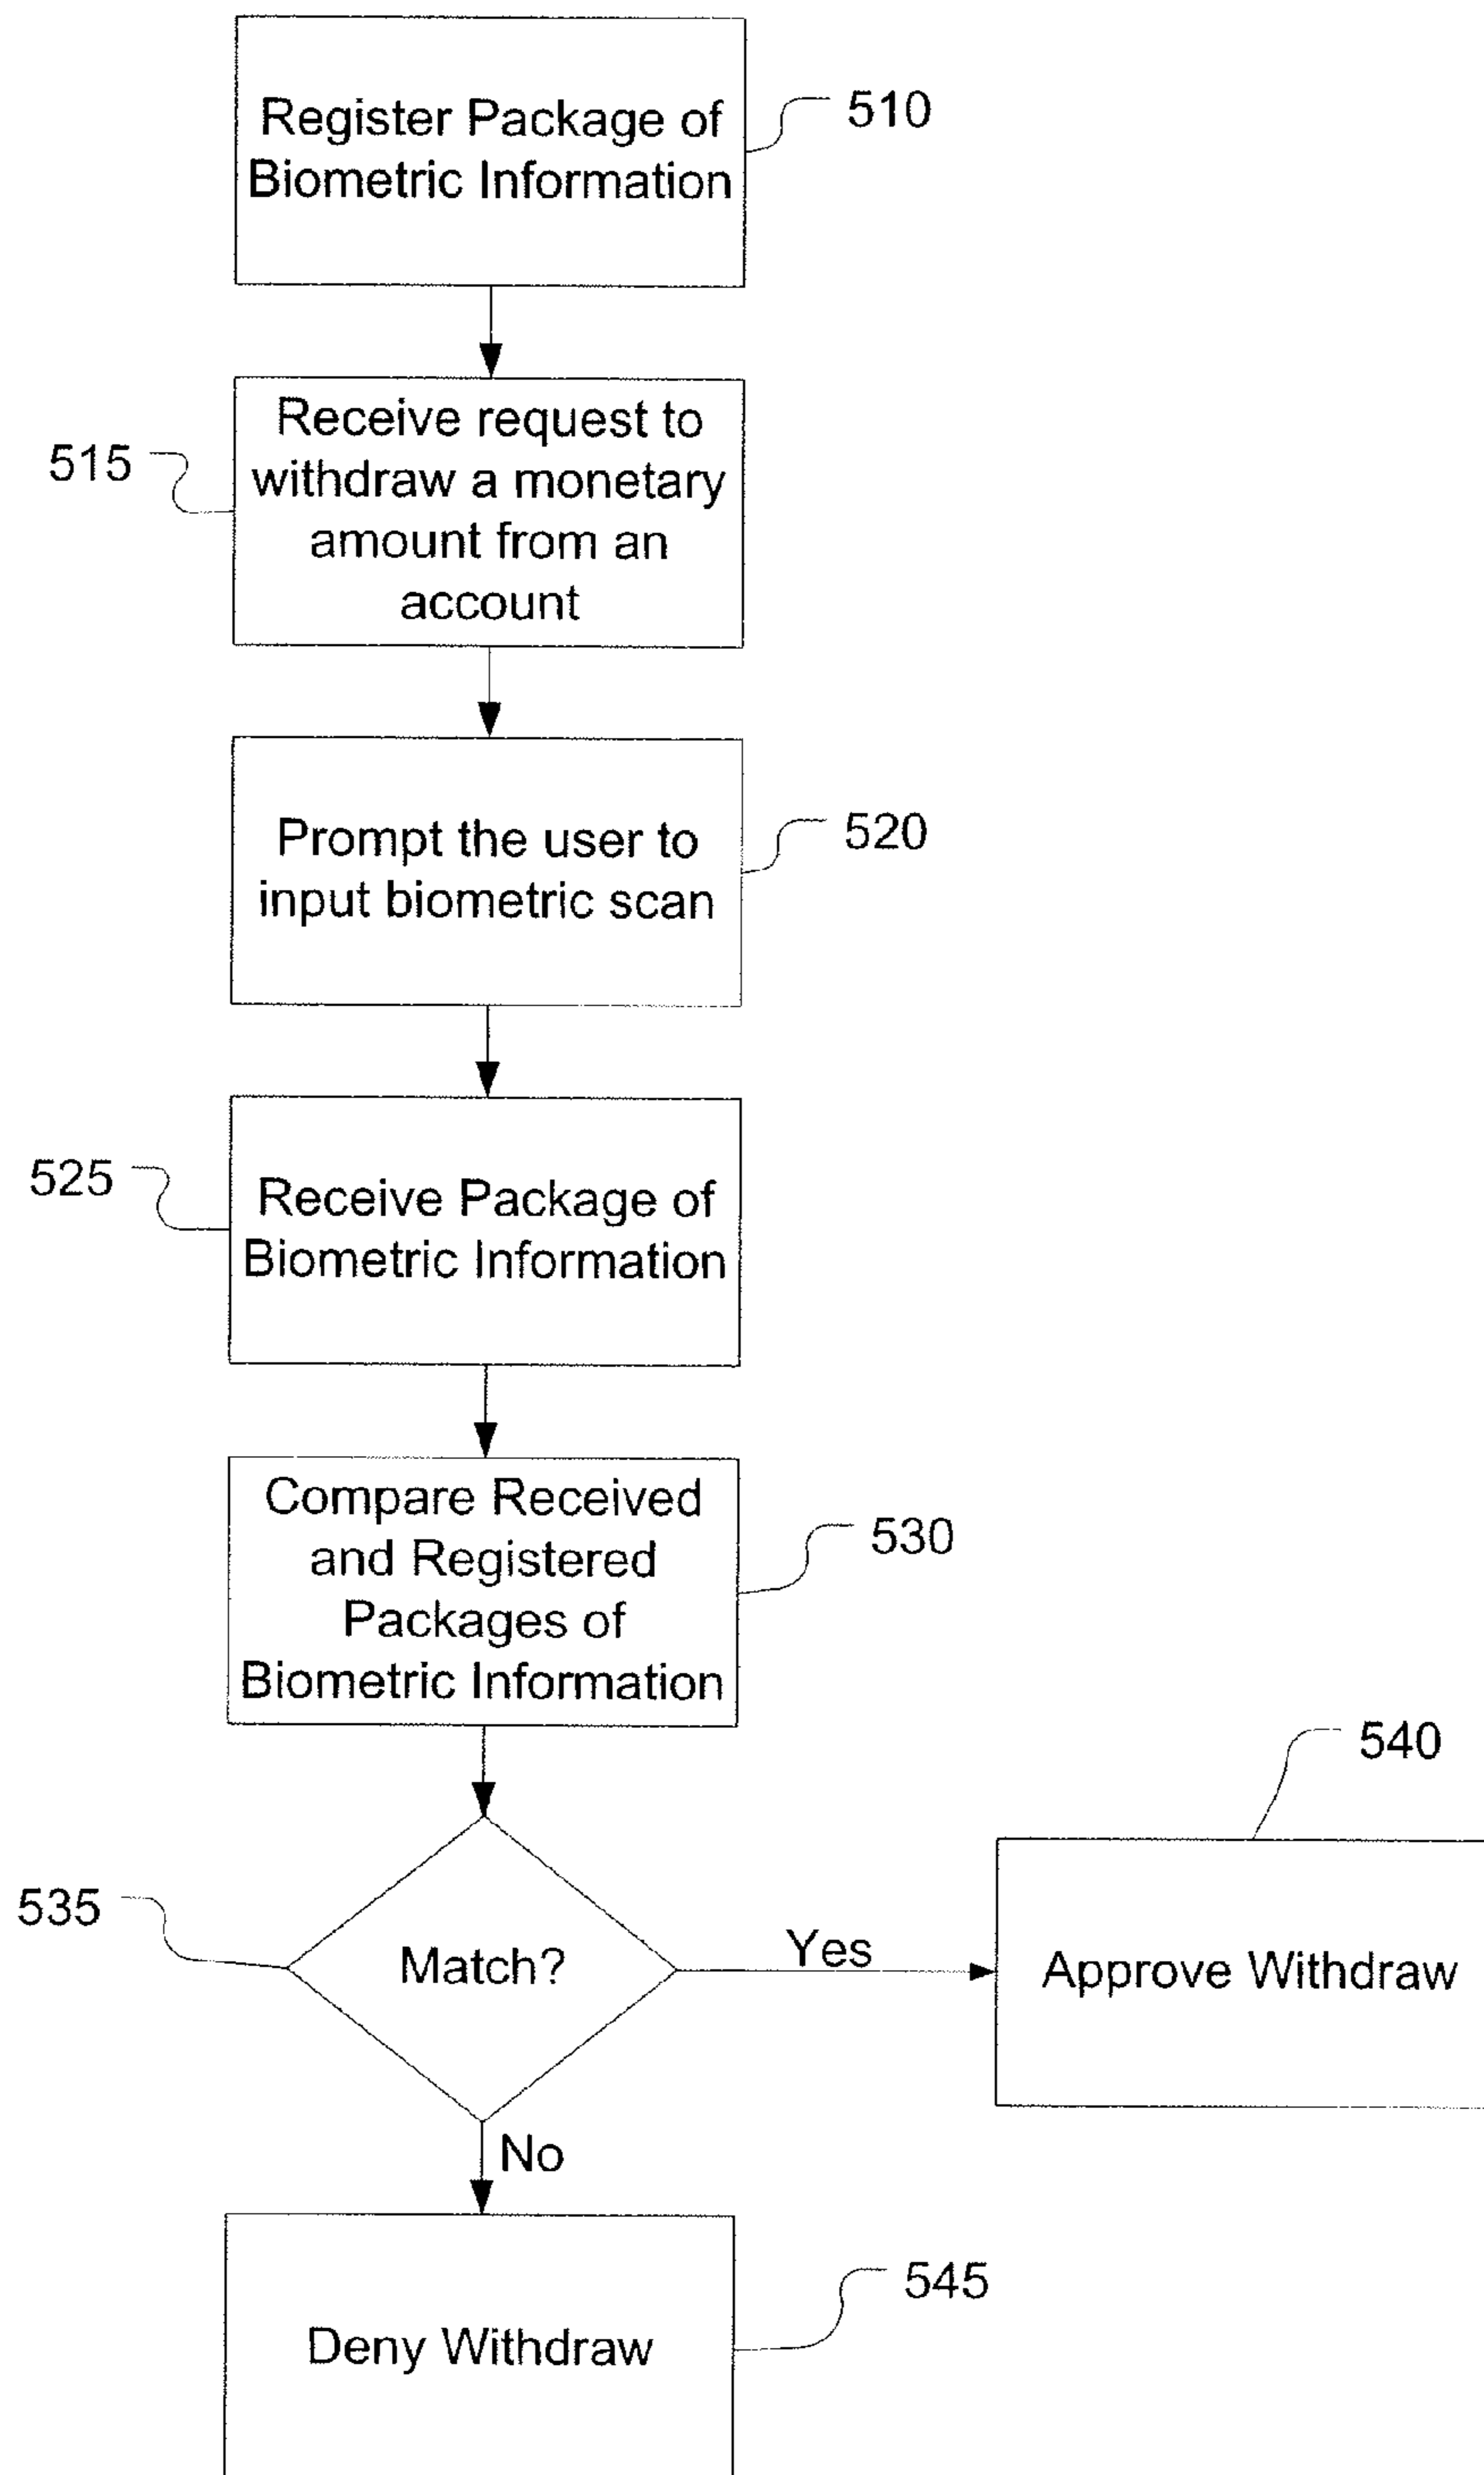 Register Package of
Biometric Information
510
Receive request to
withdraw a monetary
amount from an
account
515
Prompt the user to
input biometric scan
520
525
Receive Package of
Biometric Information
Compare Received
and Registered
Packages of
Biometric Information
530
540
535
Match?
Yes
Approve Withdraw
No
Deny Withdraw
545